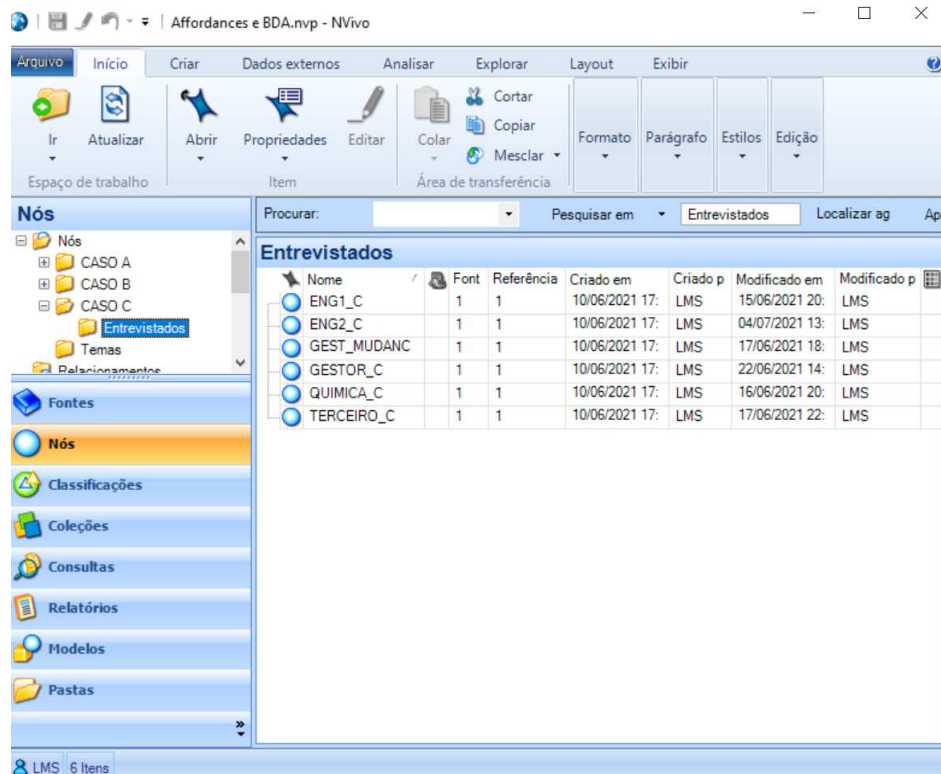 Affordances e BDA.nvp - NVivo
Arquivo Início Criar Dados externos Analisar Explorar Layout Exibir
Ir Atualizar Abrir Propriedades Editar Colar Cortar Copiar Mesclar Formato Parágrafo Estilos Edição
Espaço de trabalho Item Área de transferência
Nós
Procurar: Pesquisar em Entrevistados Localizar ag Ap
Nós
CASO A
CASO B
CASO C
Entrevistados
Temas
Relacionamentos
Fontes
Nós
Classificações
Coleções
Consultas
Relatórios
Modelos
Pastas
Entrevistados
Nome Font Referência Criado em Criado p Modificado em Modificado p
ENG1_C 1 1 10/06/2021 17: LMS 15/06/2021 20: LMS
ENG2_C 1 1 10/06/2021 17: LMS 04/07/2021 13: LMS
GEST_MUDANC 1 1 10/06/2021 17: LMS 17/06/2021 18: LMS
GESTOR_C 1 1 10/06/2021 17: LMS 22/06/2021 14: LMS
QUIMICA_C 1 1 10/06/2021 17: LMS 16/06/2021 20: LMS
TERCEIRO_C 1 1 10/06/2021 17: LMS 17/06/2021 22: LMS
LMS 6 Itens